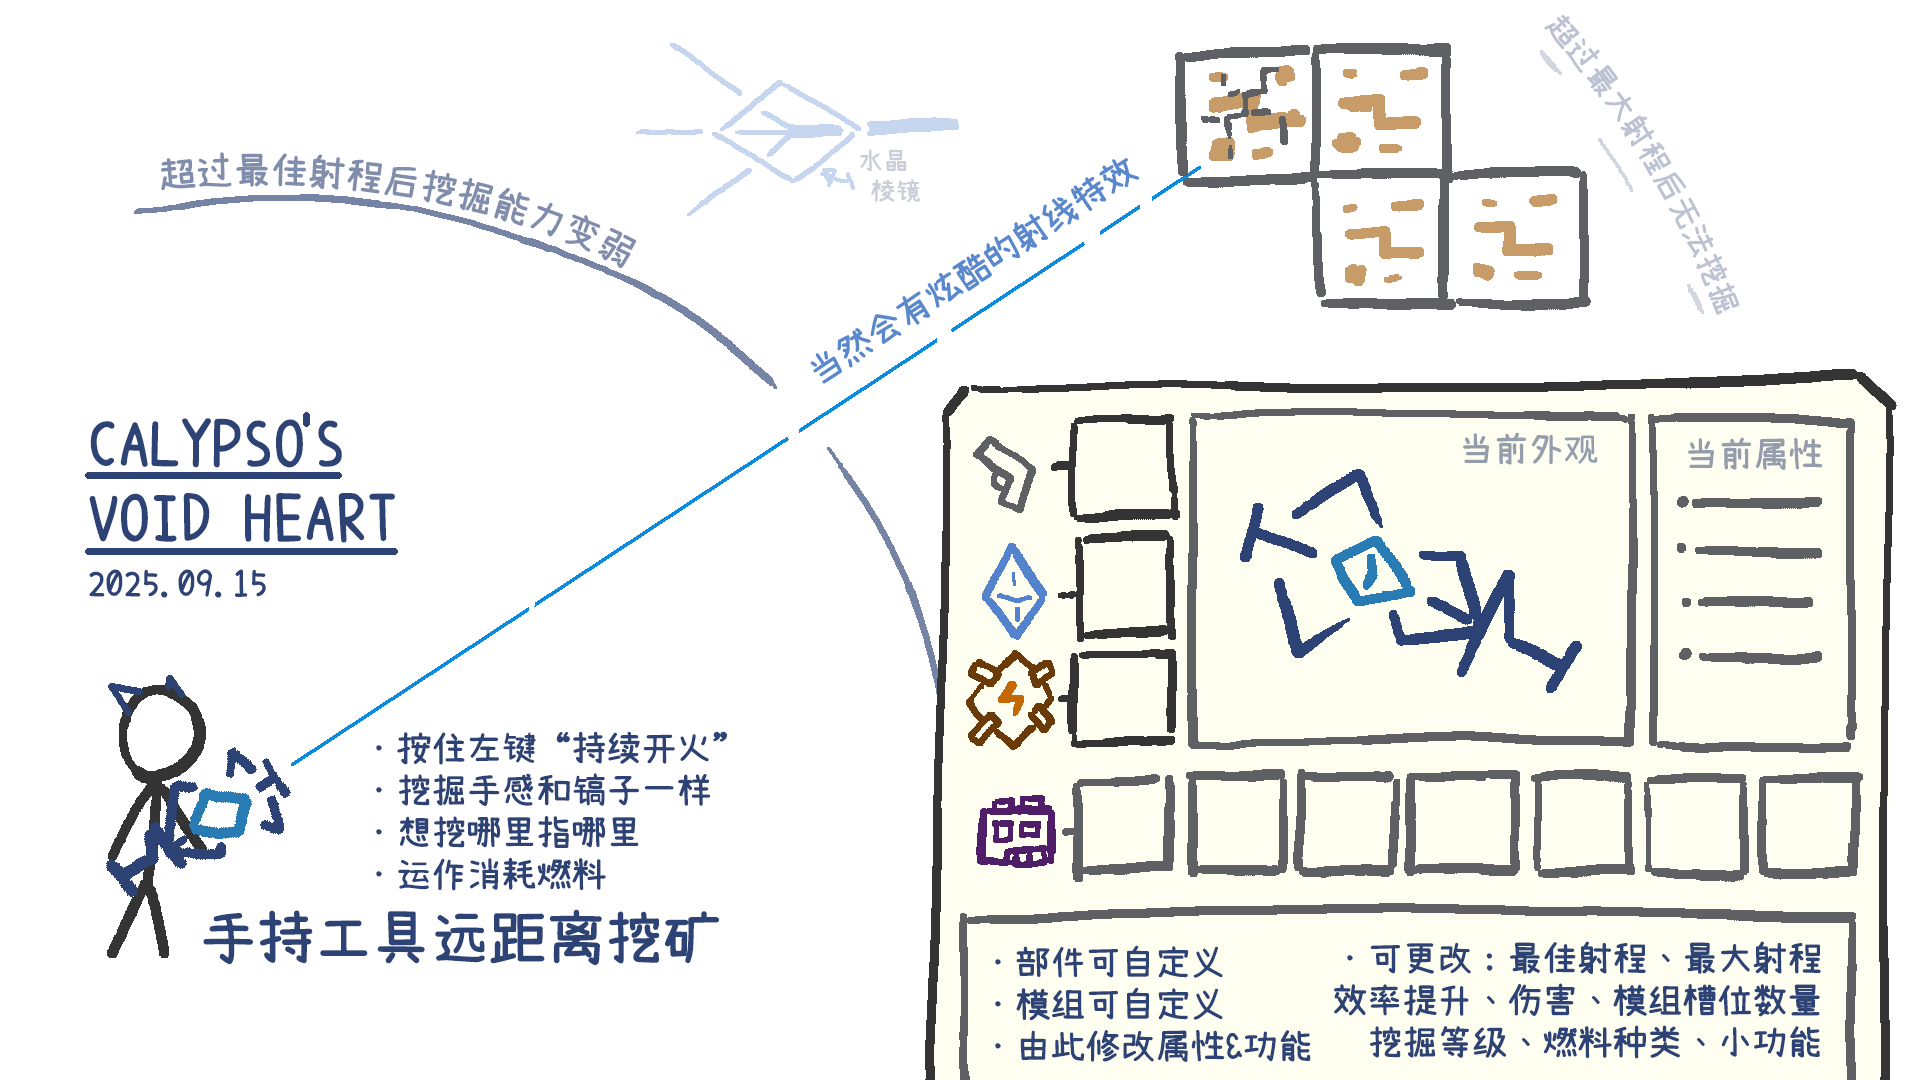 超过最佳射程后挖掘能力变弱
水晶
棱镜
当然会有炫酷的射线特效
超过最大射程后无法挖掘
CALYPSO'S
VOID HEART
2025.09.15
· 按住左键“持续开火”
· 挖掘手感和镐子一样
· 想挖哪里指哪里
· 运作消耗燃料
手持工具远距离挖矿
当前外观
当前属性
· 部件可自定义
· 模组可自定义
· 由此修改属性&功能
· 可更改：最佳射程、最大射程
效率提升、伤害、模组槽位数量
挖掘等级、燃料种类、小功能